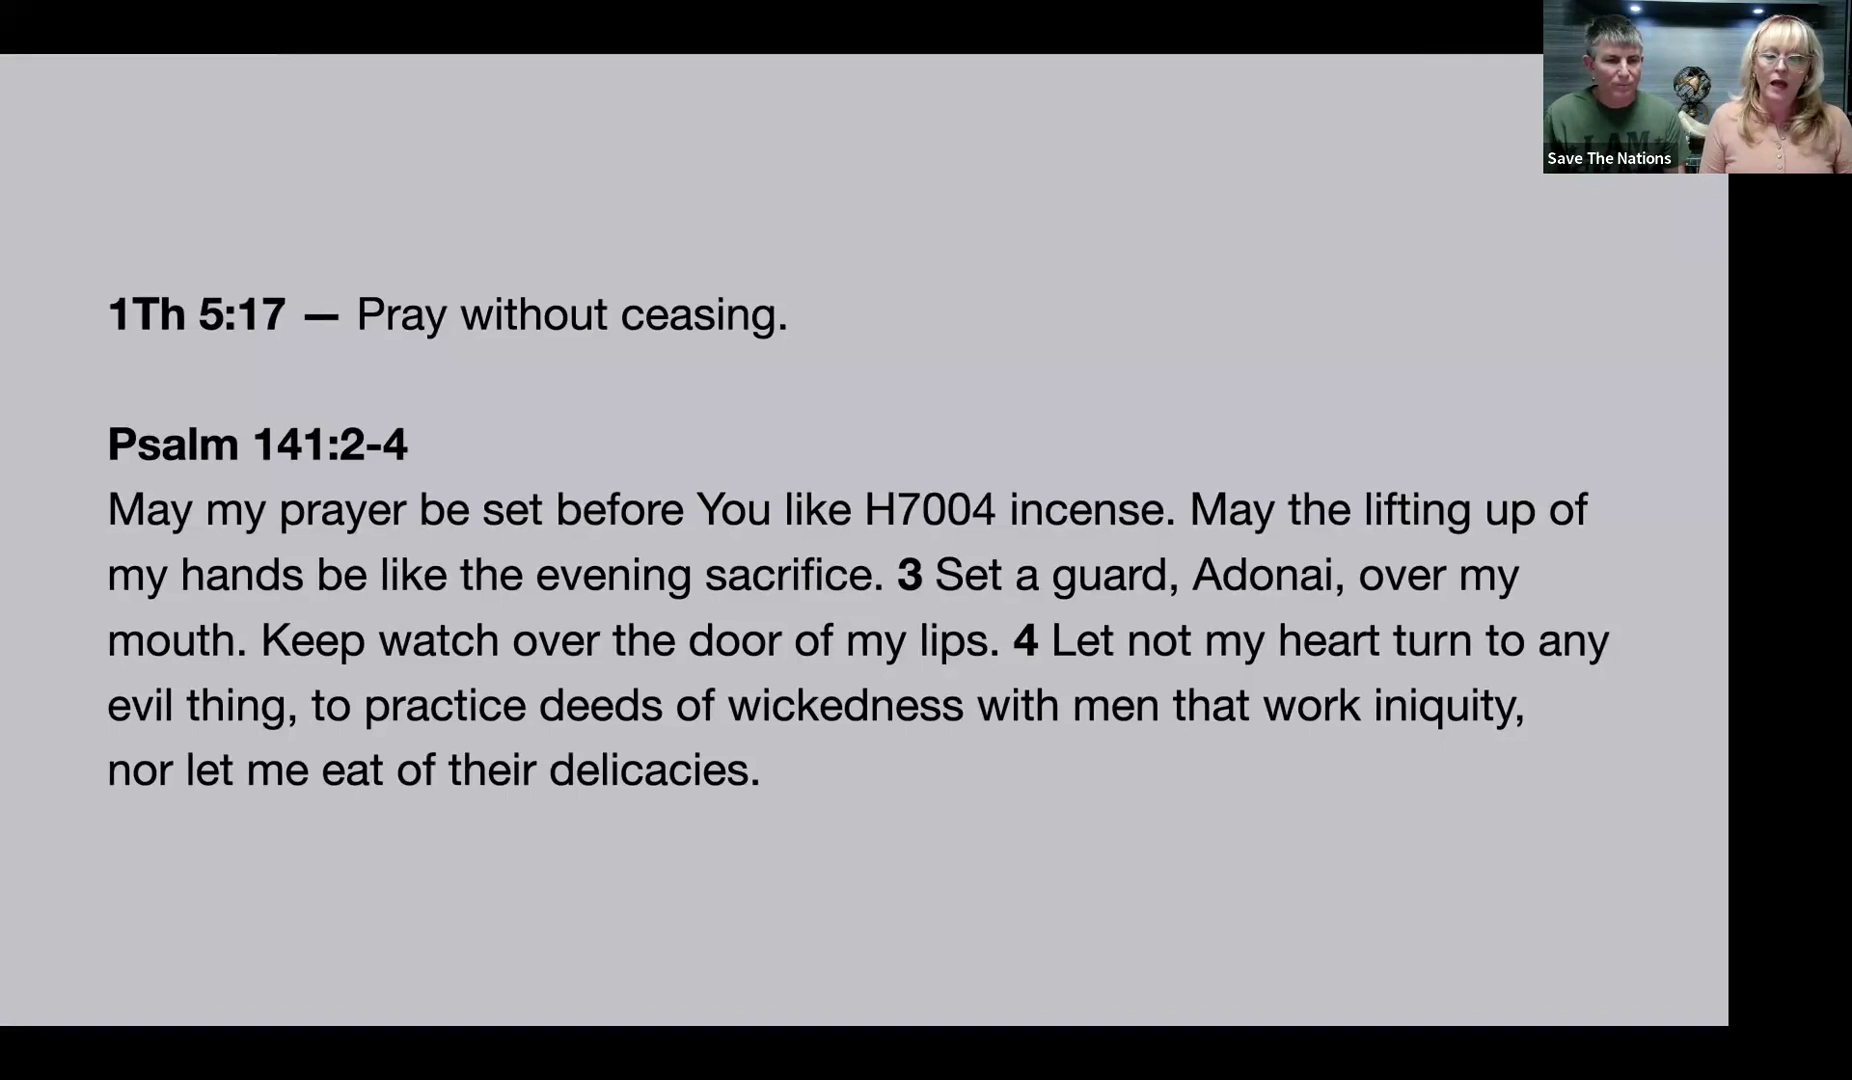 Save The Nations
1Th 5:17 — Pray without ceasing.
Psalm 141:2-4
May my prayer be set before You like H7004 incense. May the lifting up of
my hands be like the evening sacrifice. 3 Set a guard, Adonai, over my
mouth. Keep watch over the door of my lips. 4 Let not my heart turn to any
evil thing, to practice deeds of wickedness with men that work iniquity,
nor let me eat of their delicacies.